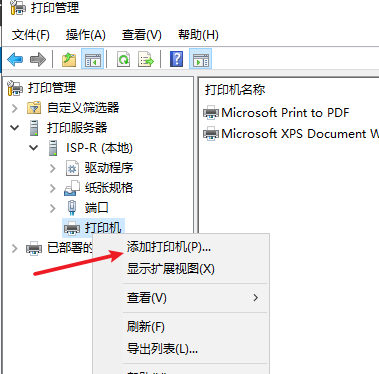 打印管理
文件(F) 操作(A) 查看(V) 帮助(H)
打印管理
自定义筛选器
打印服务器
ISP-R (本地)
驱动程序
纸张规格
端口
打印机
已部署的
打印机名称
Microsoft Print to PDF
Microsoft XPS Document W
添加打印机(P)...
显示扩展视图(X)
查看(V)
刷新(F)
导出列表(L)...